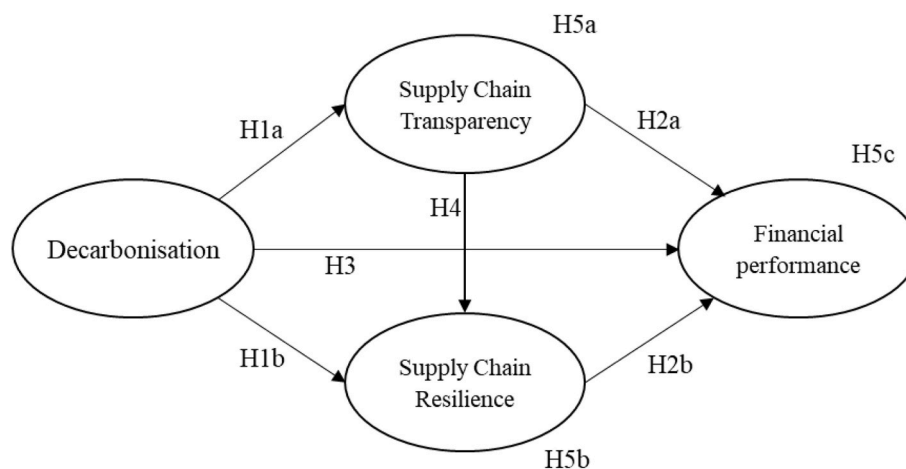 H5a
Supply Chain
Transparency
H1a
H2a
H5c
H4
Decarbonisation
Financial
performance
H3
H1b
Supply Chain
Resilience
H2b
H5b